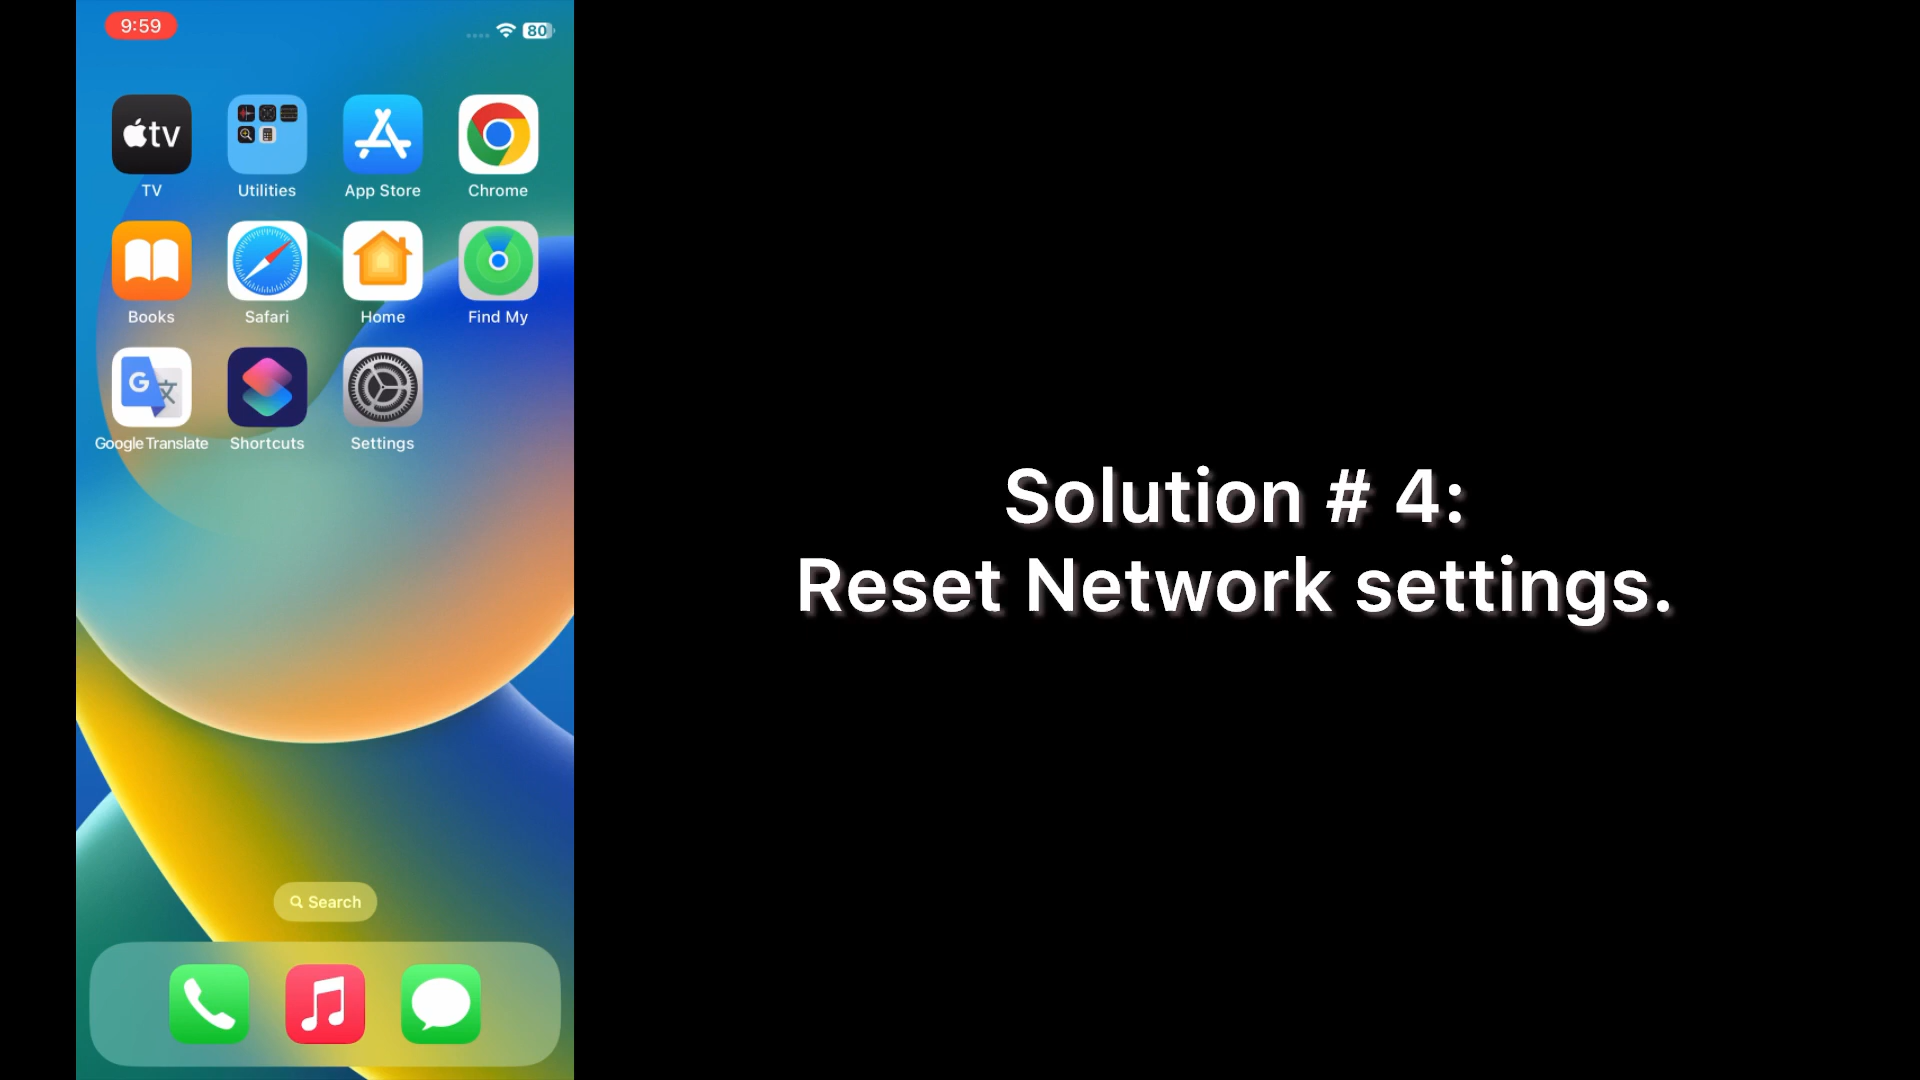 9:59
80
tv
TV
Utilities
App Store
Chrome
Books
Safari
Home
Find My
G
Google Translate
Shortcuts
Settings
Solution # 4:
Reset Network settings.
Search